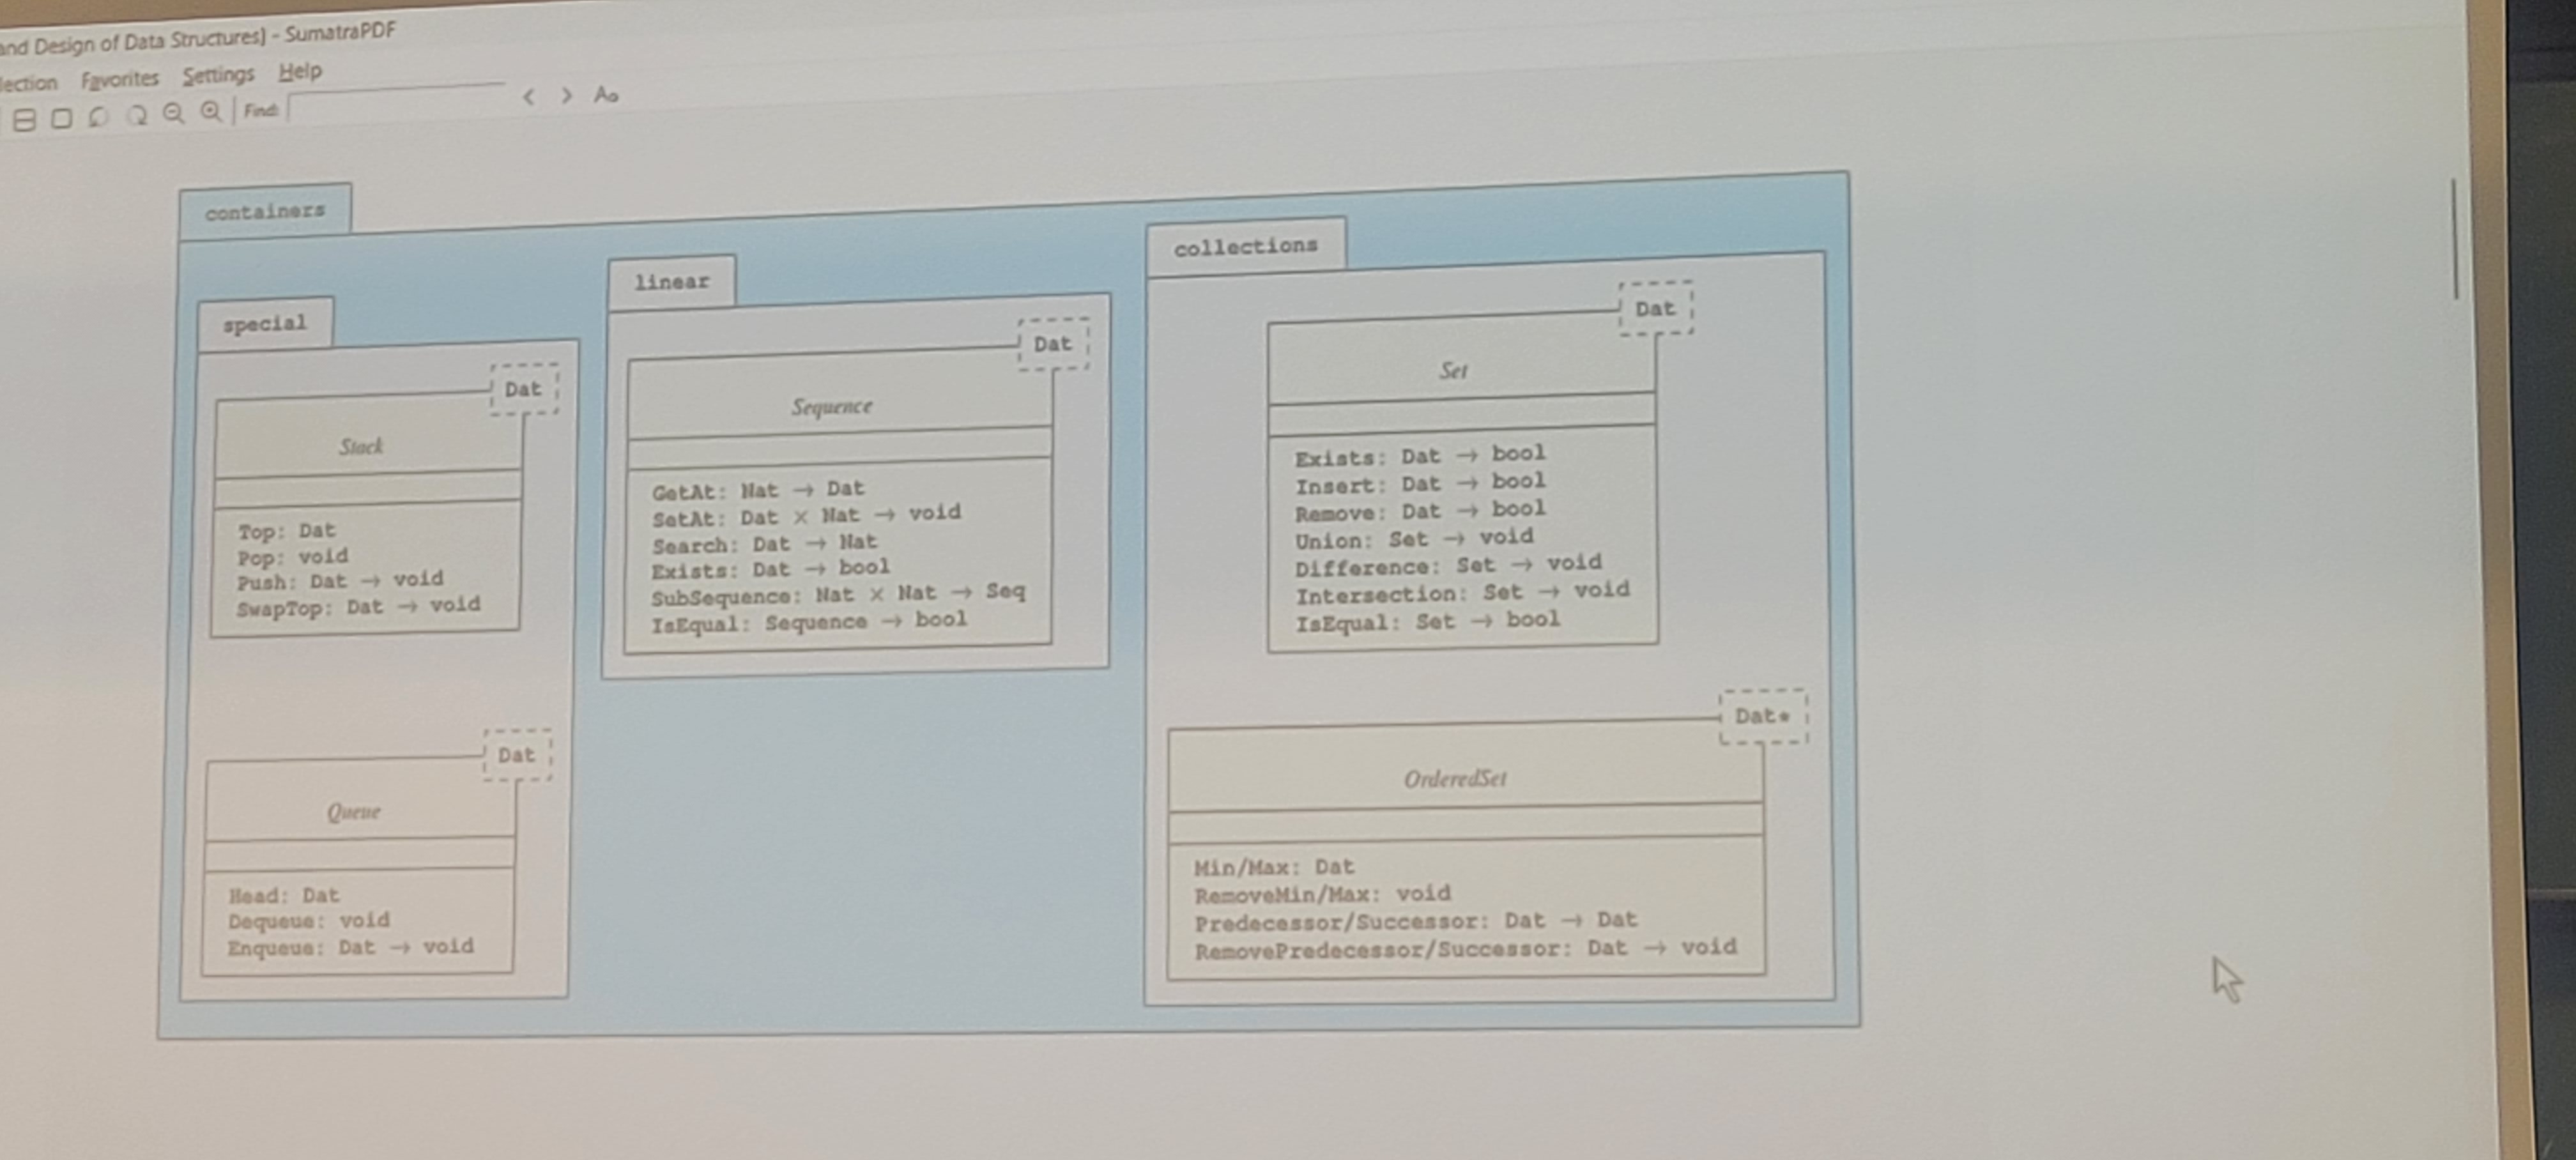 and Design of Data Structures] - SumatraPDF
lection Favorites Settings Help
Find:
containers
special
Dat
Stack
Top: Dat
Pop: void
Push: Dat → void
SwapTop: Dat → void
Dat
Queue
Head: Dat
Dequeue: void
Enqueue: Dat → void
linear
Dat
Sequence
GetAt: Nat → Dat
SetAt: Dat × Nat → void
Search: Dat → Nat
Exists: Dat → bool
SubSequence: Nat × Nat → Seq
IsEqual: Sequence → bool
collections
Dat
Set
Exists: Dat → bool
Insert: Dat → bool
Remove: Dat → bool
Union: Set → void
Difference: Set → void
Intersection: Set → void
IsEqual: Set → bool
Dat*
OrderedSet
Min/Max: Dat
RemoveMin/Max: void
Predecessor/Successor: Dat → Dat
RemovePredecessor/Successor: Dat → void